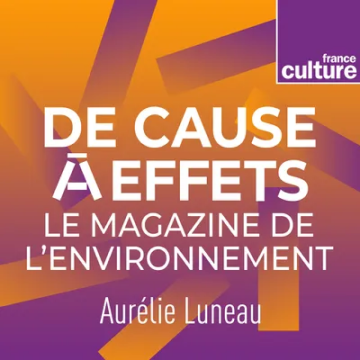 france
culture
DE CAUSE
À EFFETS
LE MAGAZINE DE
L'ENVIRONNEMENT
Aurélie Luneau